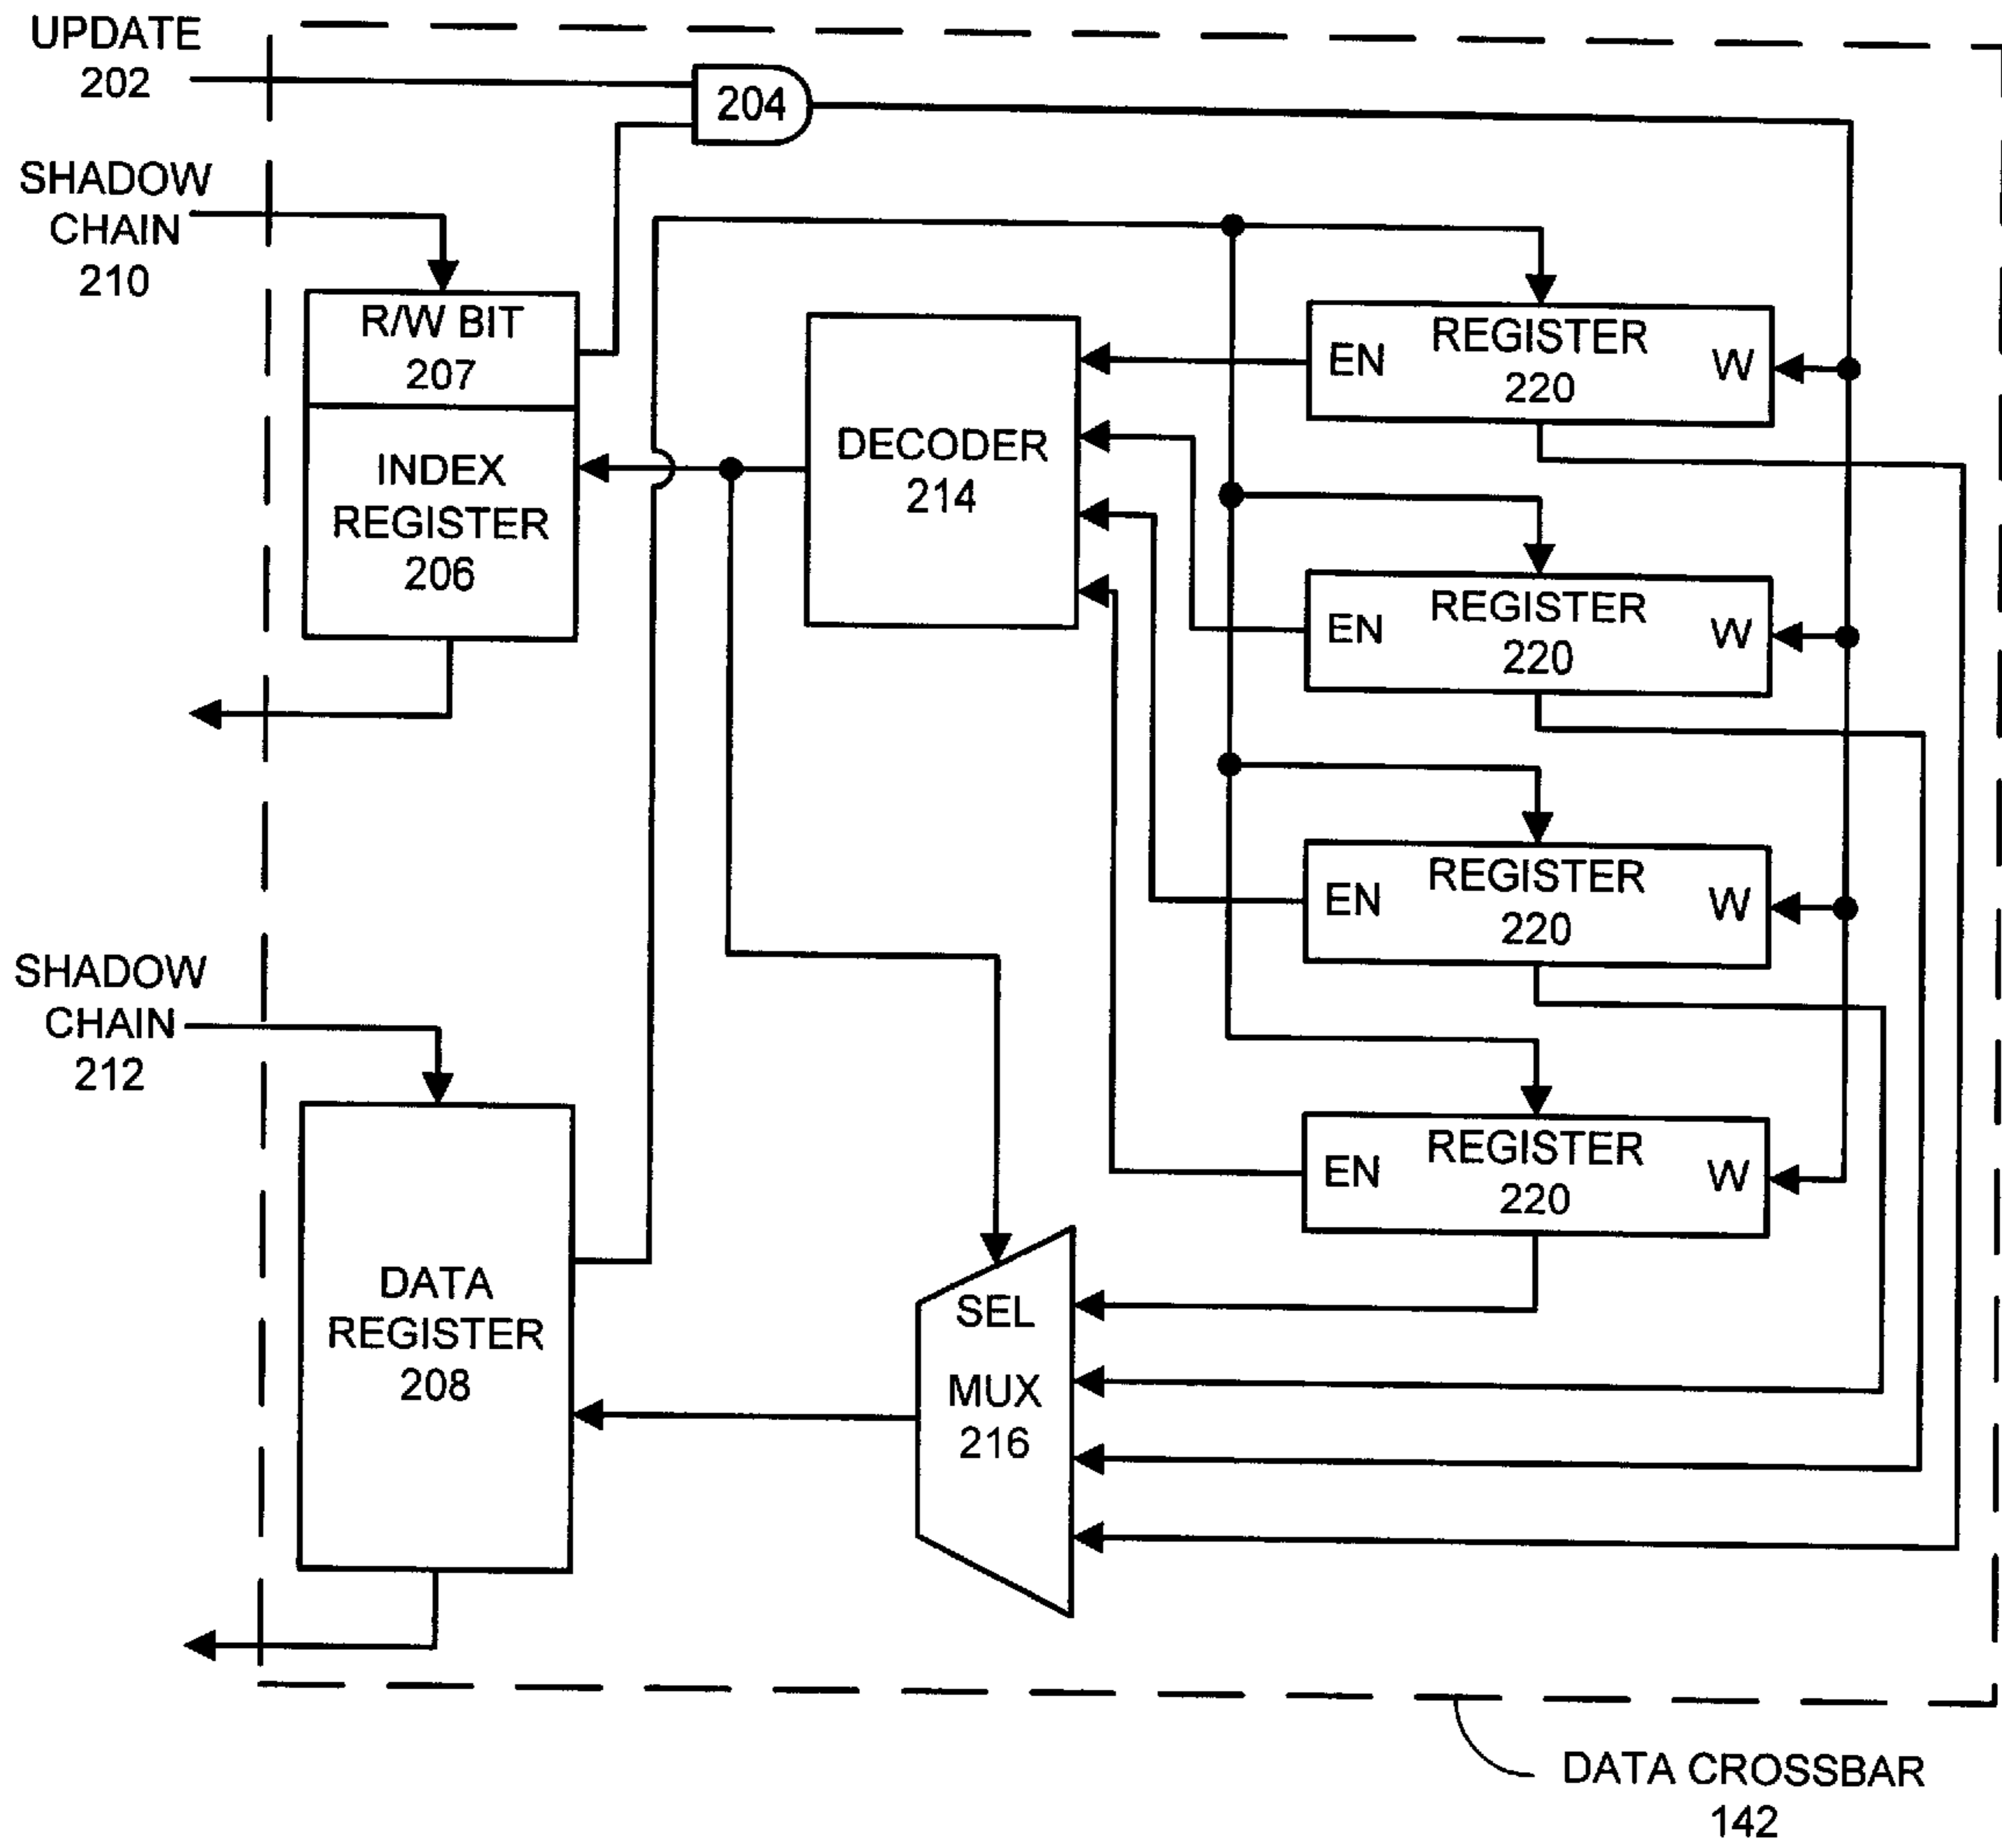 UPDATE
202
204
SHADOW
CHAIN
210
R/W BIT
207
INDEX
REGISTER
206
DECODER
214
REGISTER
EN
220
W
REGISTER
EN
220
W
REGISTER
EN
220
W
REGISTER
EN
220
W
SHADOW
CHAIN
212
DATA
REGISTER
208
SEL
MUX
216
DATA CROSSBAR
142